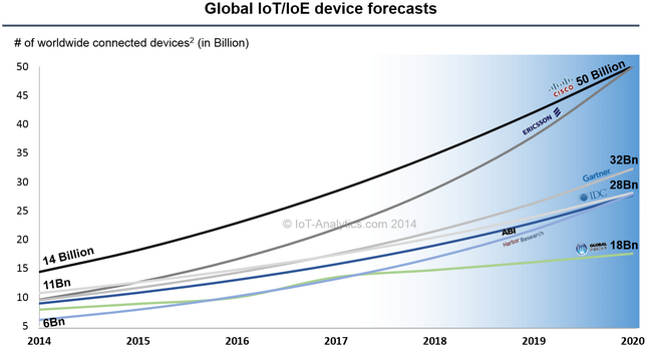 Global IoT/IoE device forecasts
# of worldwide connected devices² (in Billion)
50
45
40
35
30
25
20
15
10
5
CISCO
50 Billion
ERICSSON
32Bn
Gartner
28Bn
IDC
© IoT-Analytics.com 2014
ABI
Harbor Research
14 Billion
GLOBAL
18Bn
11Bn
6Bn
2014 2015 2016 2017 2018 2019 2020